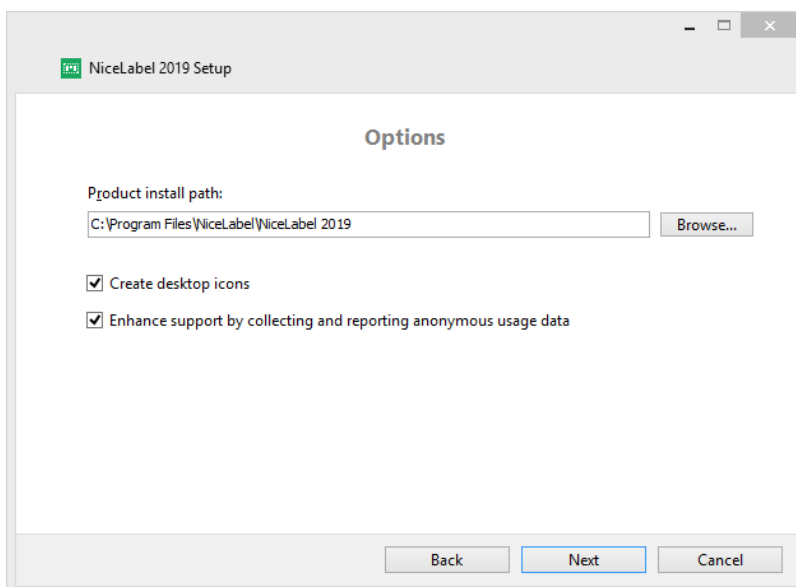 NiceLabel 2019 Setup
Options
Product install path:
C:\Program Files\NiceLabel\NiceLabel 2019
Browse...
Create desktop icons
Enhance support by collecting and reporting anonymous usage data
Back Next Cancel